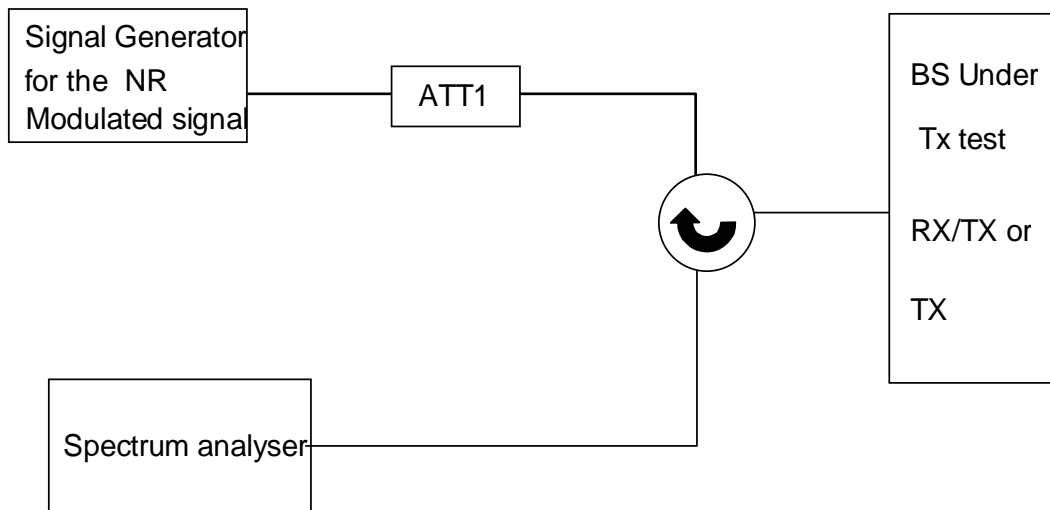 Signal Generator
for the NR
Modulated signal
ATT1
BS Under
Tx test
RX/TX or
TX
Spectrum analyser